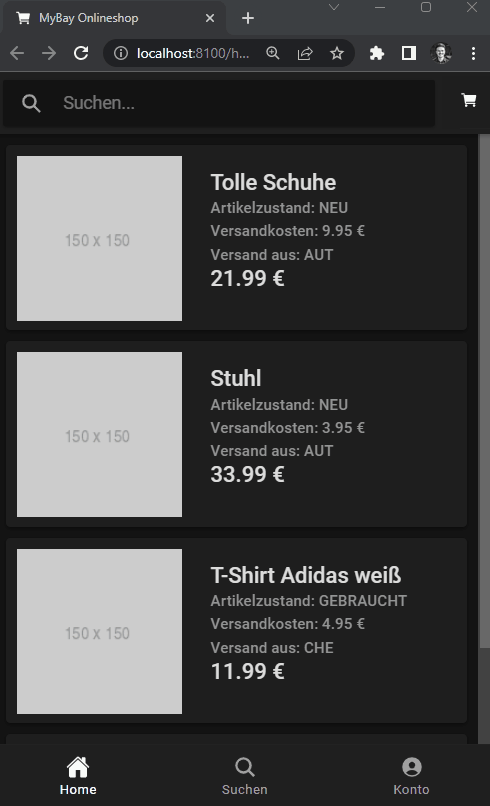 MyBay Onlineshop
localhost:8100/h...
Suchen...
150 x 150
Tolle Schuhe
Artikelzustand: NEU
Versandkosten: 9.95 €
Versand aus: AUT
21.99 €
150 x 150
Stuhl
Artikelzustand: NEU
Versandkosten: 3.95 €
Versand aus: AUT
33.99 €
150 x 150
T-Shirt Adidas weiß
Artikelzustand: GEBRAUCHT
Versandkosten: 4.95 €
Versand aus: CHE
11.99 €
Home Suchen Konto